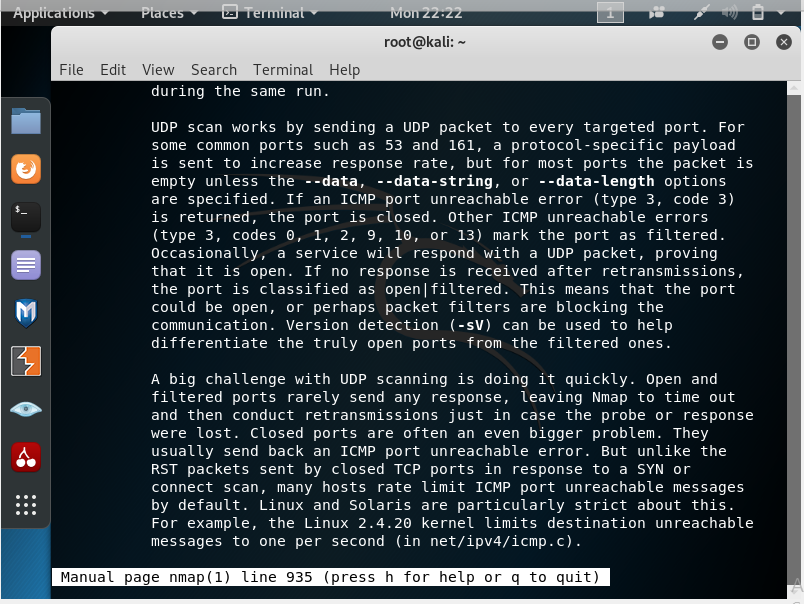 Applications Places Terminal Mon 22:22 1
root@kali: ~
File Edit View Search Terminal Help
during the same run.
UDP scan works by sending a UDP packet to every targeted port. For
some common ports such as 53 and 161, a protocol-specific payload
is sent to increase response rate, but for most ports the packet is
empty unless the --data, --data-string, or --data-length options
are specified. If an ICMP port unreachable error (type 3, code 3)
is returned, the port is closed. Other ICMP unreachable errors
(type 3, codes 0, 1, 2, 9, 10, or 13) mark the port as filtered.
Occasionally, a service will respond with a UDP packet, proving
that it is open. If no response is received after retransmissions,
the port is classified as open|filtered. This means that the port
could be open, or perhaps packet filters are blocking the
communication. Version detection (-sV) can be used to help
differentiate the truly open ports from the filtered ones.
A big challenge with UDP scanning is doing it quickly. Open and
filtered ports rarely send any response, leaving Nmap to time out
and then conduct retransmissions just in case the probe or response
were lost. Closed ports are often an even bigger problem. They
usually send back an ICMP port unreachable error. But unlike the
RST packets sent by closed TCP ports in response to a SYN or
connect scan, many hosts rate limit ICMP port unreachable messages
by default. Linux and Solaris are particularly strict about this.
For example, the Linux 2.4.20 kernel limits destination unreachable
messages to one per second (in net/ipv4/icmp.c).
Manual page nmap(1) line 935 (press h for help or q to quit)